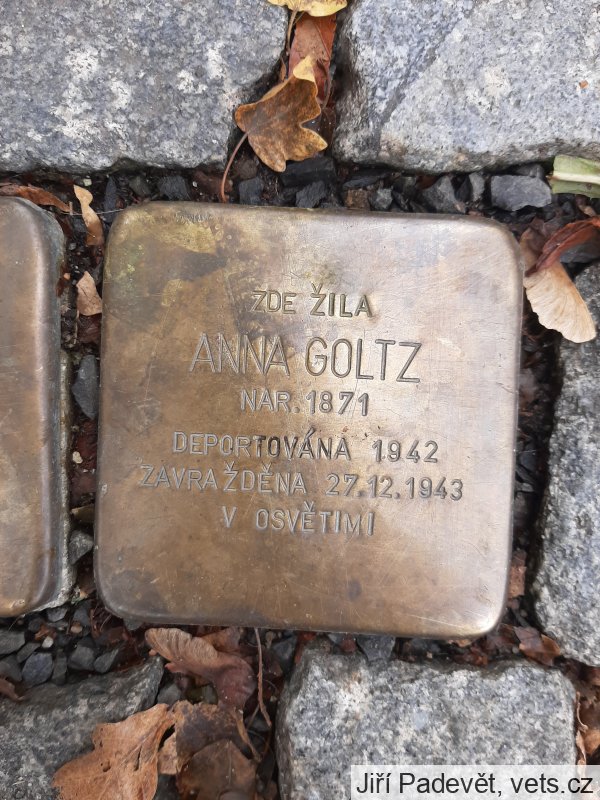 ZDE ŽILA
ANNA GOLTZ
NAR. 1871
DEPORTOVÁNA 1942
ZAVRAŽDĚNA 27.12.1943
V OSVĚTIMI
Jiří Padevět, vets.cz